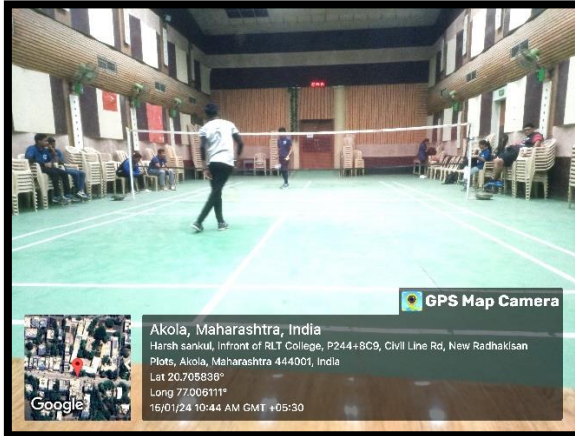 GPS Map Camera
Akola, Maharashtra, India
Harsh sankul, Infront of RLT College, P244+8C9, Civil Line Rd, New Radhakisan
Plots, Akola, Maharashtra 444001, India
Lat 20.705836°
Long 77.006111°
16/01/24 10:44 AM GMT +05:30
Google